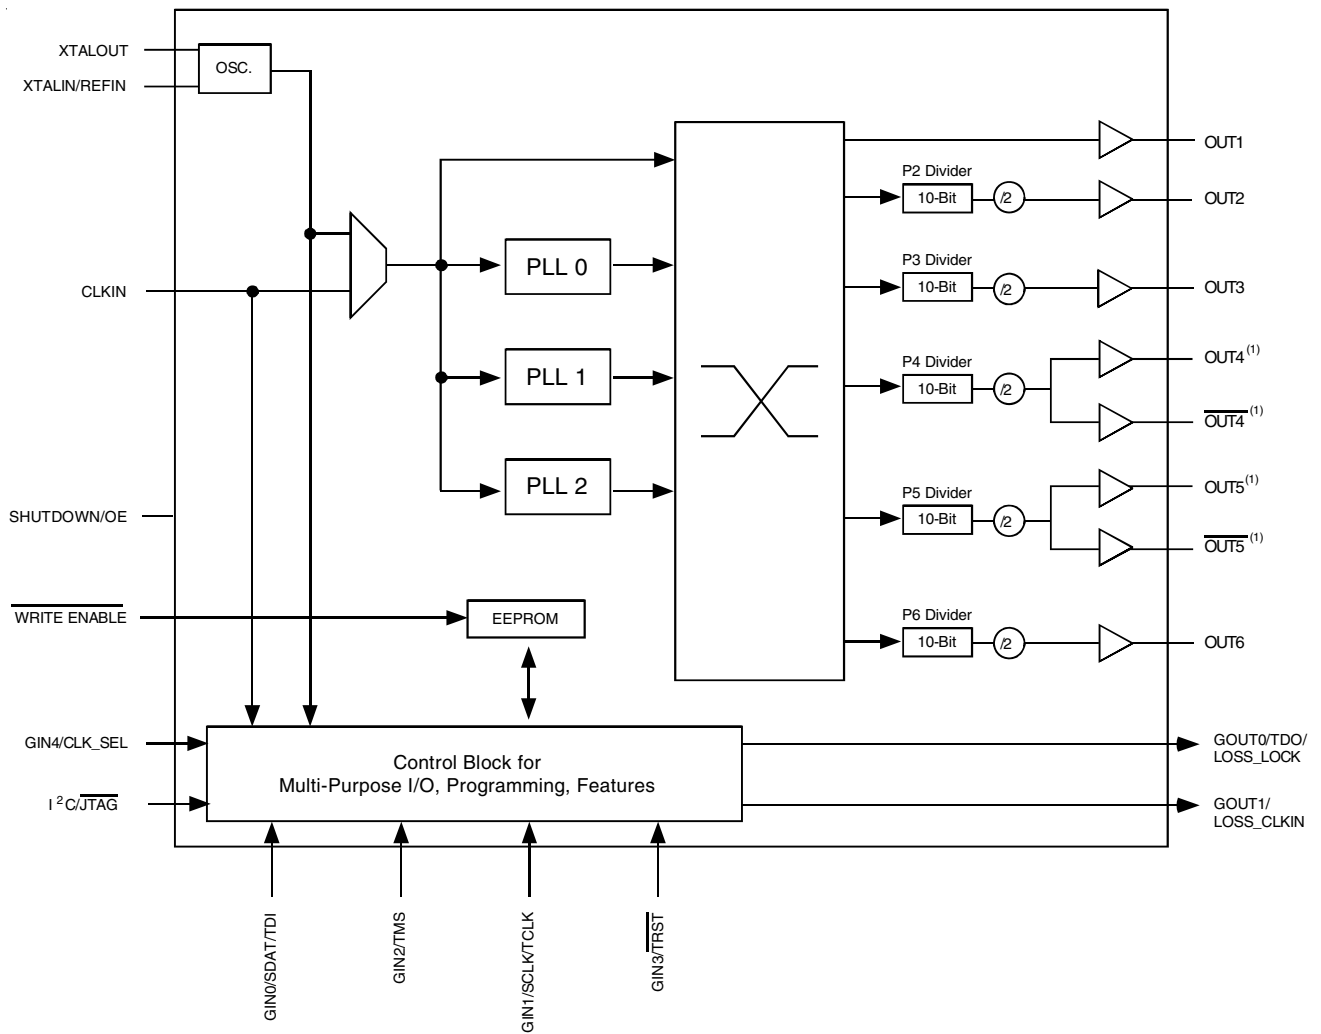 XTALOUT
OSC.
XTALIN/REFIN
OUT1
P2 Divider
10-Bit
/2
OUT2
PLL 0
P3 Divider
10-Bit
/2
OUT3
CLKIN
PLL 1
P4 Divider
10-Bit
/2
OUT4(1)
OUT4(1)
PLL 2
P5 Divider
10-Bit
/2
OUT5(1)
OUT5(1)
SHUTDOWN/OE
WRITE ENABLE
EEPROM
P6 Divider
10-Bit
/2
OUT6
GIN4/CLK_SEL
Control Block for
Multi-Purpose I/O, Programming, Features
GOUT0/TDO/
LOSS_LOCK
I2C/JTAG
GOUT1/
LOSS_CLKIN
GIN0/SDAT/TDI
GIN2/TMS
GIN1/SCLK/TCLK
GIN3/TRST